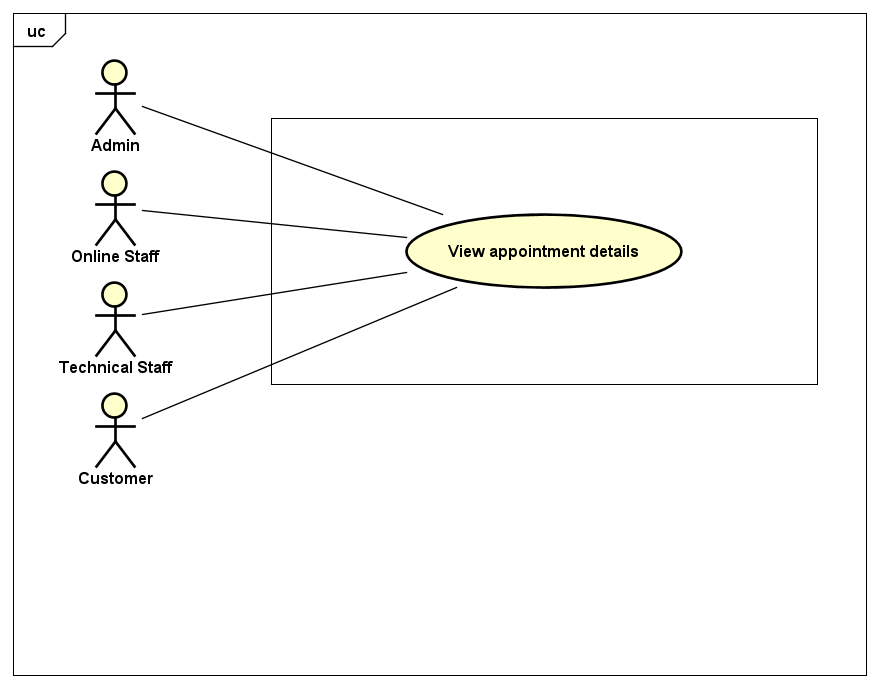 uc
Admin
Online Staff
View appointment details
Technical Staff
Customer